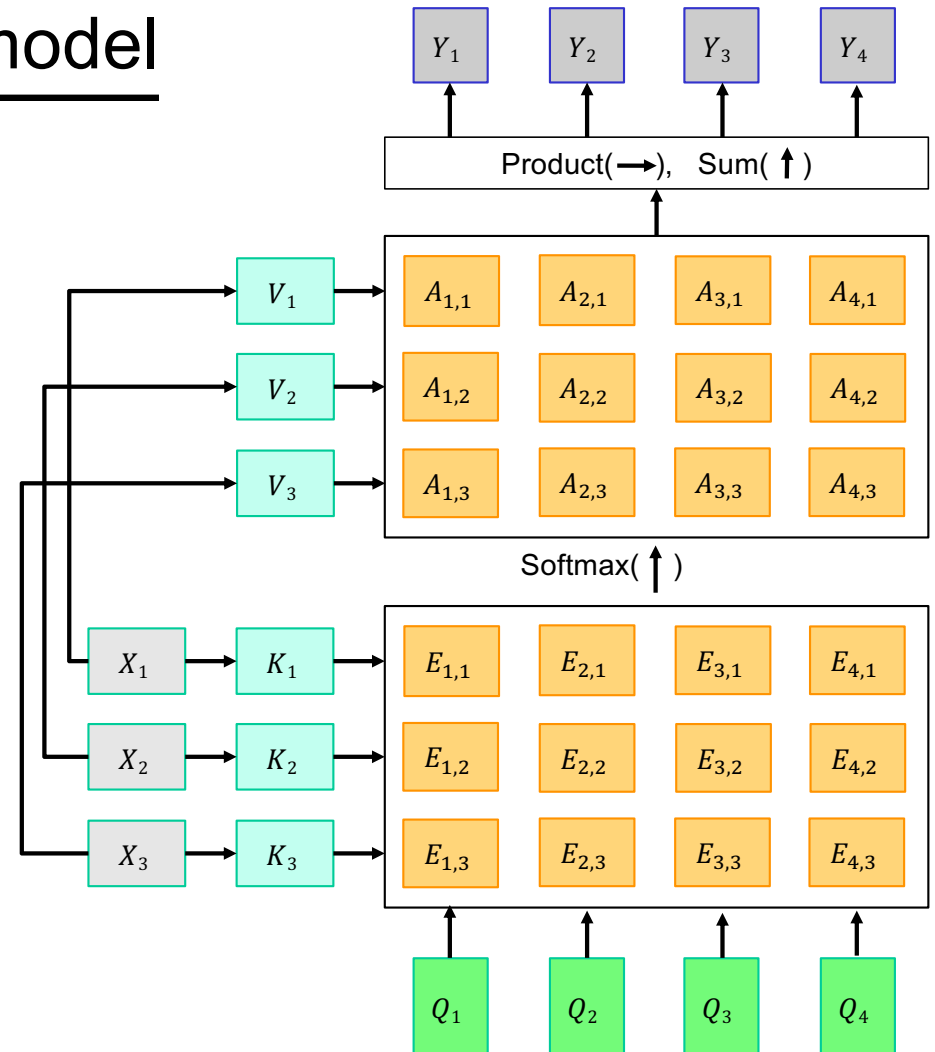 model
Y₁ Y₂ Y₃ Y₄
Product(→), Sum(↑)
V₁ A₁,₁ A₂,₁ A₃,₁ A₄,₁
V₂ A₁,₂ A₂,₂ A₃,₂ A₄,₂
V₃ A₁,₃ A₂,₃ A₃,₃ A₄,₃
Softmax(↑)
X₁ K₁ E₁,₁ E₂,₁ E₃,₁ E₄,₁
X₂ K₂ E₁,₂ E₂,₂ E₃,₂ E₄,₂
X₃ K₃ E₁,₃ E₂,₃ E₃,₃ E₄,₃
Q₁ Q₂ Q₃ Q₄